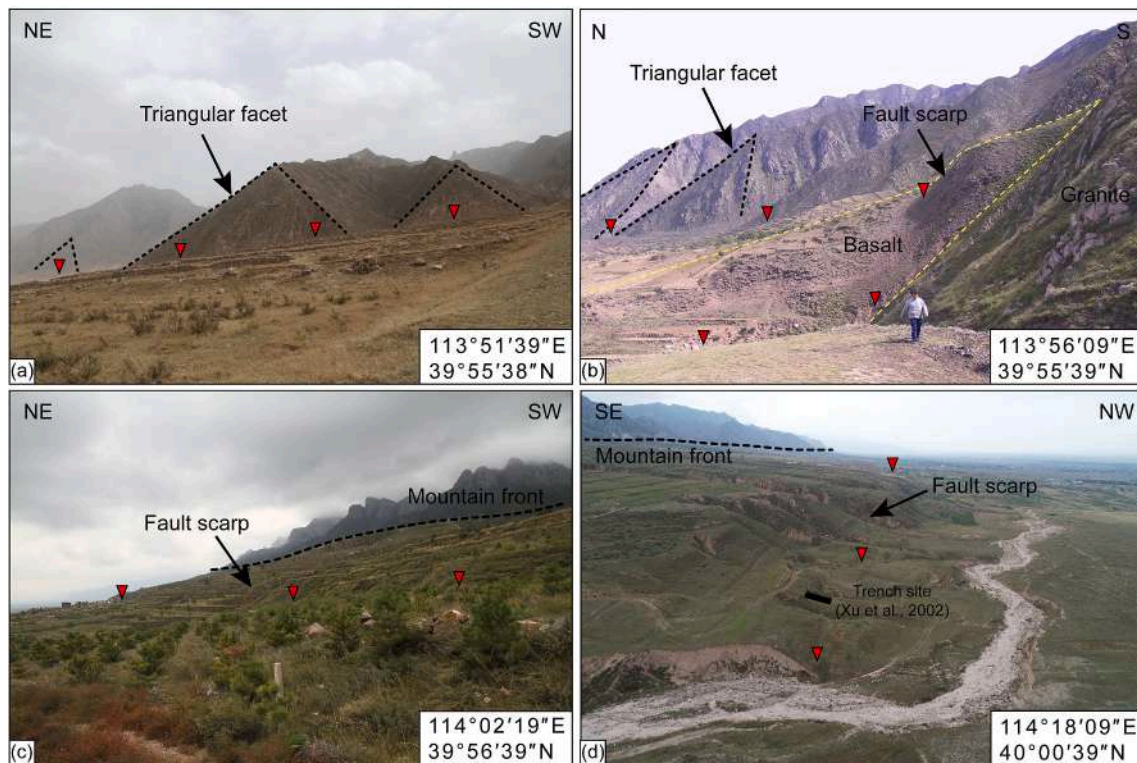 NE
SW
Triangular facet
(a)
113°51′39″E
39°55′38″N
N
S
Triangular facet
Fault scarp
Granite
Basalt
(b)
113°56′09″E
39°55′39″N
NE
SW
Mountain front
Fault scarp
(c)
114°02′19″E
39°56′39″N
SE
NW
Mountain front
Fault scarp
Trench site
(Xu et al., 2002)
(d)
114°18′09″E
40°00′39″N